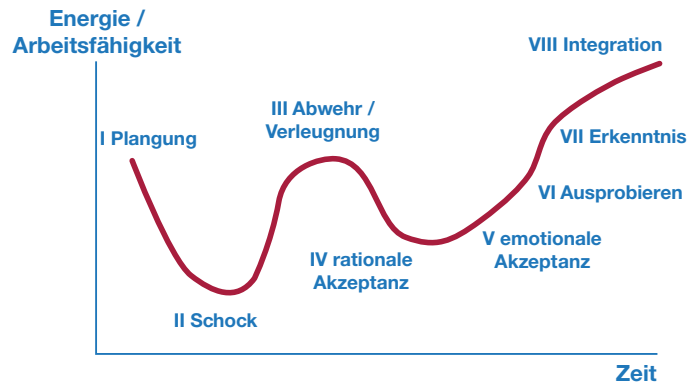 Energie /
Arbeitsfähigkeit
VIII Integration
III Abwehr /
Verleugnung
I Plangung
VII Erkenntnis
VI Ausprobieren
V emotionale
Akzeptanz
IV rationale
Akzeptanz
II Schock
Zeit